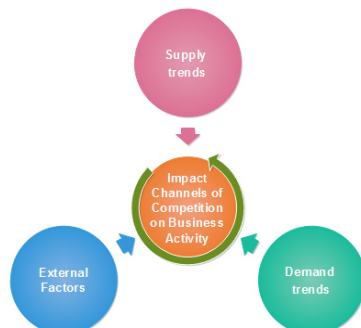 Supply
trends
Impact
Channels of
Competition
on Business
Activity
External
Factors
Demand
trends